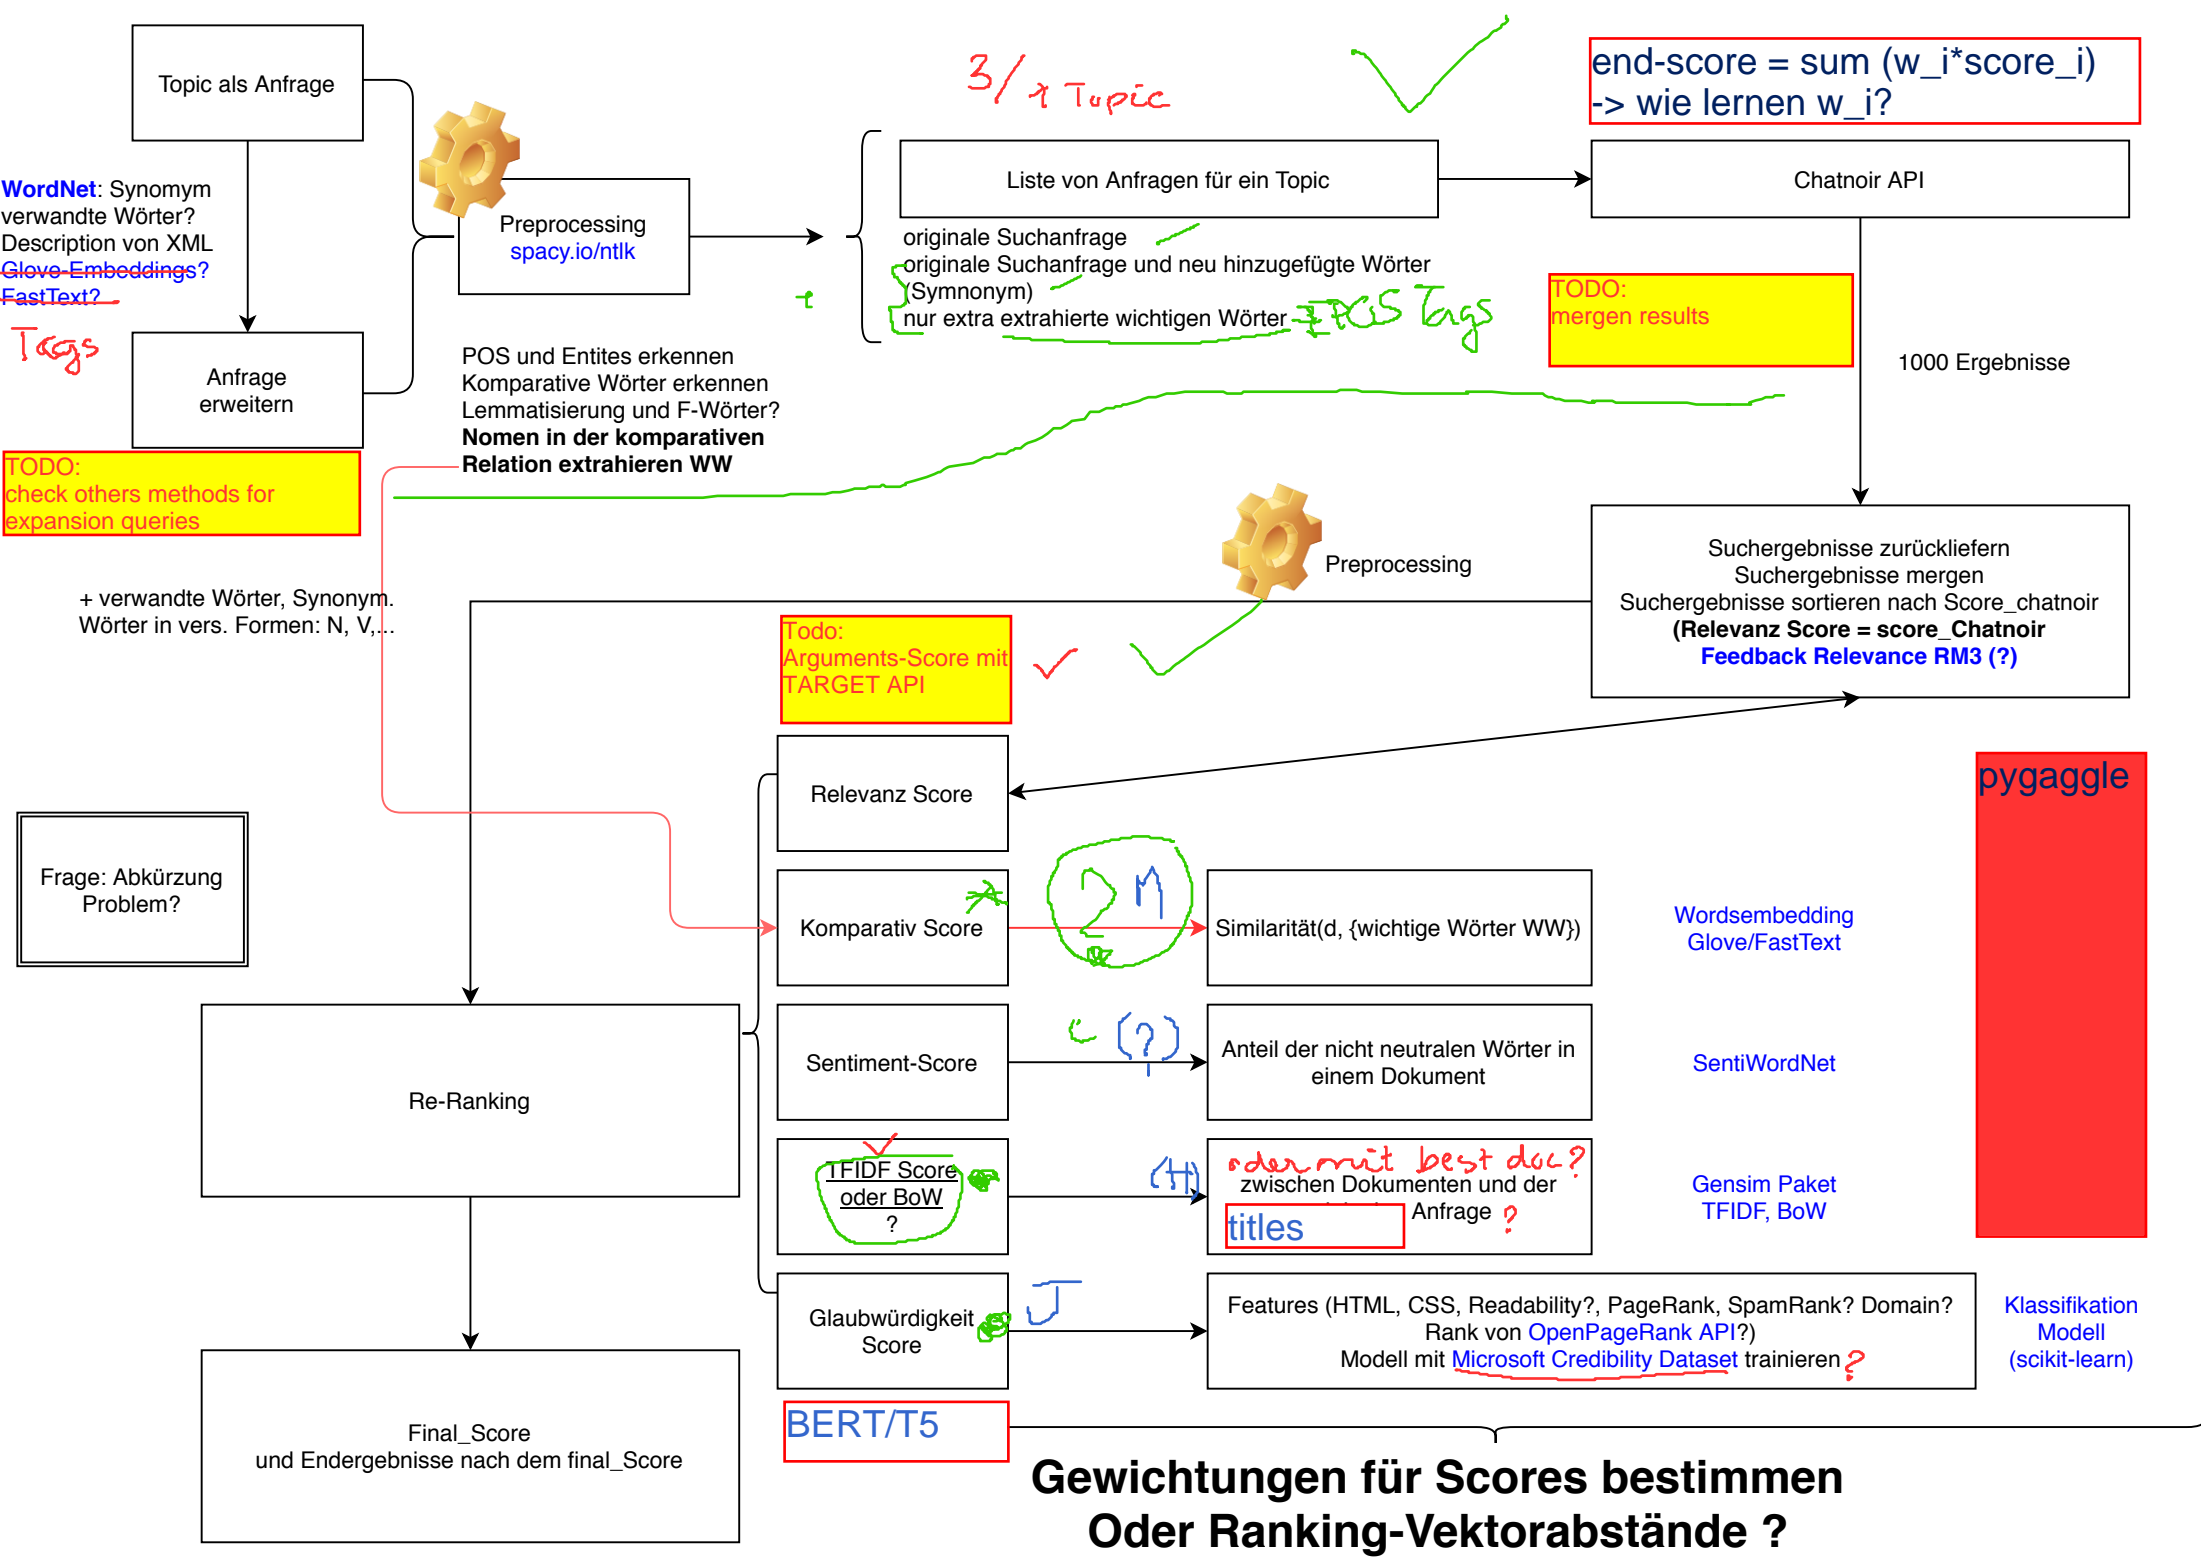 Topic als Anfrage
3/1 Topic
end-score = sum (w_i*score_i)
-> wie lernen w_i?
WordNet: Synomym
verwandte Wörter?
Description von XML
Glove-Embeddings?
FastText?
Tags
Preprocessing
spacy.io/ntlk
Liste von Anfragen für ein Topic
Chatnoir API
originale Suchanfrage
originale Suchanfrage und neu hinzugefügte Wörter
(Symnonym)
nur extra extrahierte wichtigen Wörter
POS Tags
TODO:
mergen results
1000 Ergebnisse
Anfrage
erweitern
POS und Entites erkennen
Komparative Wörter erkennen
Lemmatisierung und F-Wörter?
Nomen in der komparativen
Relation extrahieren WW
TODO:
check others methods for
expansion queries
+ verwandte Wörter, Synonym.
Wörter in vers. Formen: N, V,...
Preprocessing
Suchergebnisse zurückliefern
Suchergebnisse mergen
Suchergebnisse sortieren nach Score_chatnoir
(Relevanz Score = score_Chatnoir
Feedback Relevance RM3 (?)
Todo:
Arguments-Score mit
TARGET API
Relevanz Score
pygaggle
Frage: Abkürzung
Problem?
Komparativ Score
2 M
Similarität(d, {wichtige Wörter WW})
Wordsembedding
Glove/FastText
Re-Ranking
Sentiment-Score
C (?)
Anteil der nicht neutralen Wörter in
einem Dokument
SentiWordNet
TFIDF Score
oder BoW
?
(H)
oder mit best doc?
zwischen Dokumenten und der
Anfrage ?
titles
Gensim Paket
TFIDF, BoW
Glaubwürdigkeit
Score
J
Features (HTML, CSS, Readability?, PageRank, SpamRank? Domain?
Rank von OpenPageRank API?)
Modell mit Microsoft Credibility Dataset trainieren ?
Klassifikation
Modell
(scikit-learn)
Final_Score
und Endergebnisse nach dem final_Score
BERT/T5
Gewichtungen für Scores bestimmen
Oder Ranking-Vektorabstände ?